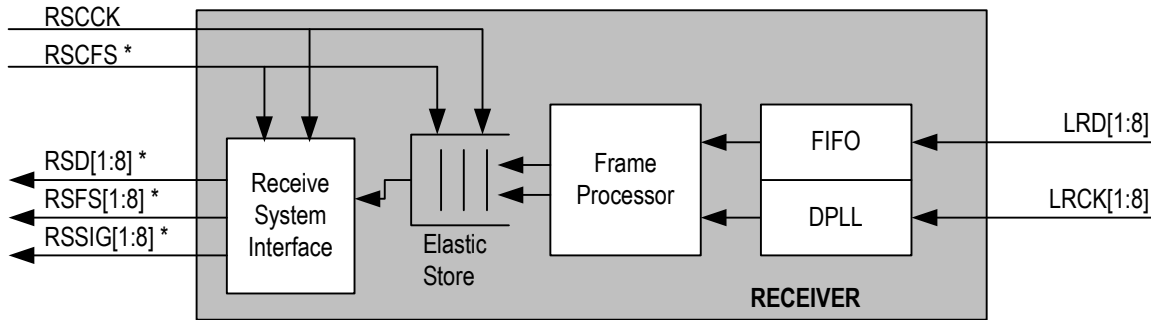 RSCCK
RSCFS *
RSD[1:8] *
RSFS[1:8] *
RSSIG[1:8] *
Receive
System
Interface
Elastic
Store
Frame
Processor
FIFO
DPLL
LRD[1:8]
LRCK[1:8]
RECEIVER